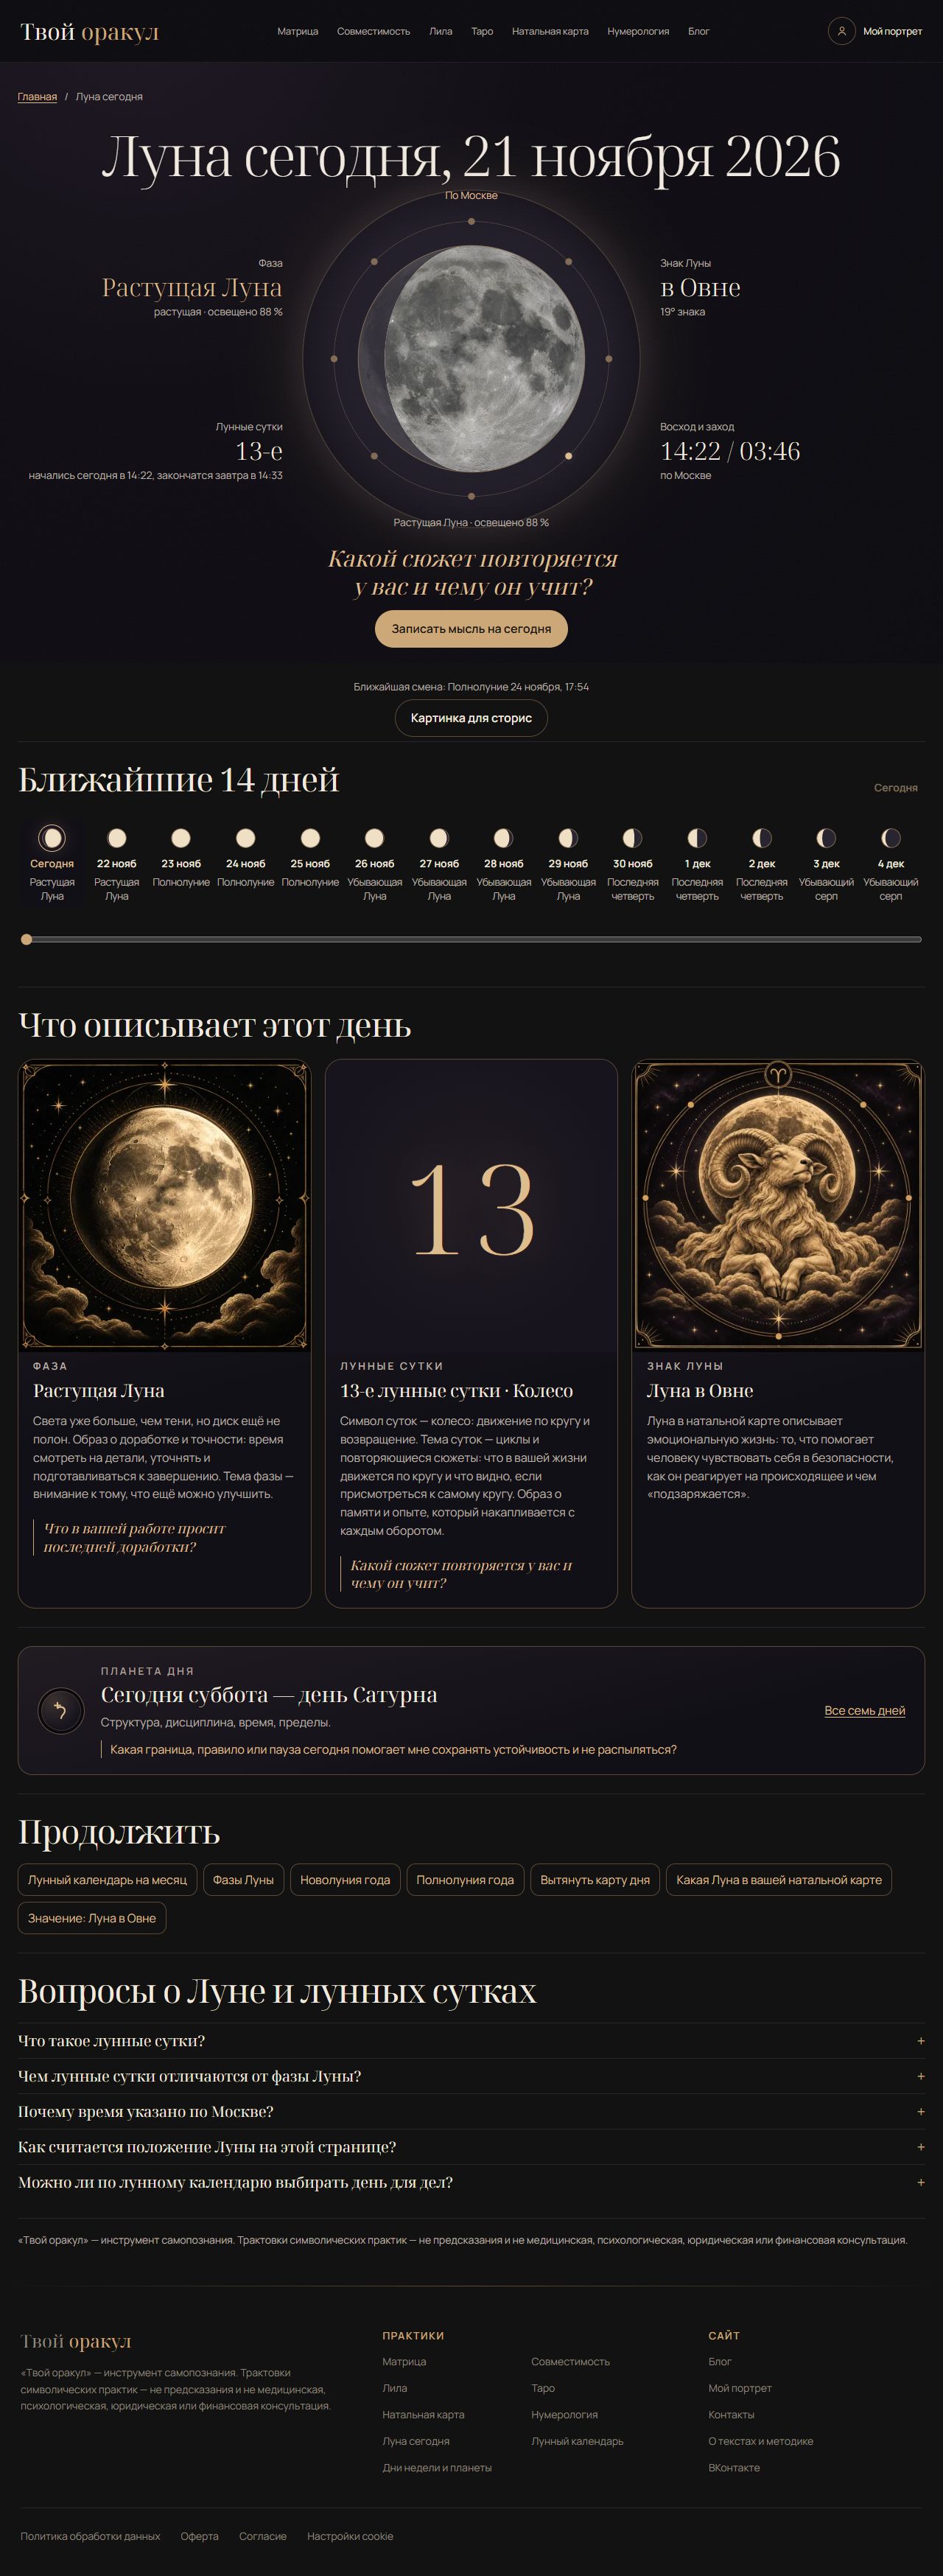 Твой оракул
Матрица Совместимость Лила Таро Натальная карта Нумерология Блог
Мой портрет
Главная / Луна сегодня
Луна сегодня, 21 ноября 2026
По Москве
Фаза
Растущая Луна
растущая · освещено 88 %
Знак Луны
в Овне
19° знака
Лунные сутки
13-е
начались сегодня в 14:22, закончатся завтра в 14:33
Восход и заход
14:22 / 03:46
по Москве
Растущая Луна · освещено 88 %
Какой сюжет повторяется
у вас и чему он учит?
Записать мысль на сегодня
Ближайшая смена: Полнолуние 24 ноября, 17:54
Картинка для сторис
Ближайшие 14 дней
Сегодня
Сегодня 22 нояб 23 нояб 24 нояб 25 нояб 26 нояб 27 нояб 28 нояб 29 нояб 30 нояб 1 дек 2 дек 3 дек 4 дек
Растущая Растущая Полнолуние Полнолуние Полнолуние Убывающая Убывающая Убывающая Убывающая Последняя Последняя Последняя Убывающий Убывающий
Луна Луна Луна Луна Луна Луна четверть четверть четверть серп серп
Что описывает этот день
13
ФАЗА
Растущая Луна
Света уже больше, чем тени, но диск ещё не
полон. Образ о доработке и точности: время
смотреть на детали, уточнять и
подготавливаться к завершению. Тема фазы —
внимание к тому, что ещё можно улучшить.
Что в вашей работе просит
последней доработки?
ЛУННЫЕ СУТКИ
13-е лунные сутки · Колесо
Символ суток — колесо: движение по кругу и
возвращение. Тема суток — циклы и
повторяющиеся сюжеты: что в вашей жизни
движется по кругу и что видно, если
присмотреться к самому кругу. Образ о
памяти и опыте, который накапливается с
каждым оборотом.
Какой сюжет повторяется у вас и
чему он учит?
ЗНАК ЛУНЫ
Луна в Овне
Луна в натальной карте описывает
эмоциональную жизнь: то, что помогает
человеку чувствовать себя в безопасности,
как он реагирует на происходящее и чем
«подзаряжается».
ПЛАНЕТА ДНЯ
Сегодня суббота — день Сатурна
Структура, дисциплина, время, пределы.
Какая граница, правило или пауза сегодня помогает мне сохранять устойчивость и не распыляться?
Все семь дней
Продолжить
Лунный календарь на месяц Фазы Луны Новолуния года Полнолуния года Вытянуть карту дня Какая Луна в вашей натальной карте
Значение: Луна в Овне
Вопросы о Луне и лунных сутках
Что такое лунные сутки? +
Чем лунные сутки отличаются от фазы Луны? +
Почему время указано по Москве? +
Как считается положение Луны на этой странице? +
Можно ли по лунному календарю выбирать день для дел? +
«Твой оракул» — инструмент самопознания. Трактовки символических практик — не предсказания и не медицинская, психологическая, юридическая или финансовая консультация.
Твой оракул
«Твой оракул» — инструмент самопознания. Трактовки
символических практик — не предсказания и не медицинская,
психологическая, юридическая или финансовая консультация.
ПРАКТИКИ
Матрица Совместимость
Лила Таро
Натальная карта Нумерология
Луна сегодня Лунный календарь
Дни недели и планеты
САЙТ
Блог
Мой портрет
Контакты
О текстах и методике
ВКонтакте
Политика обработки данных Оферта Согласие Настройки cookie